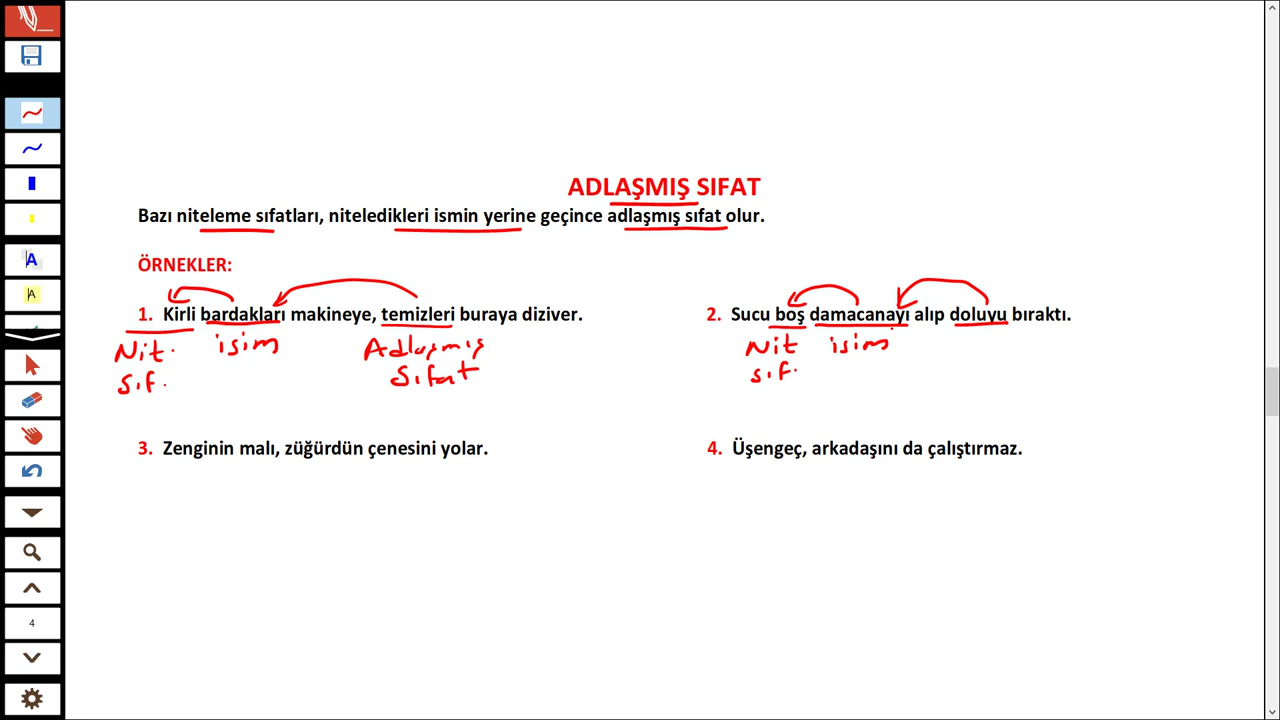 ADLAŞMIŞ SIFAT
Bazı niteleme sıfatları, niteledikleri ismin yerine geçince adlaşmış sıfat olur.
ÖRNEKLER:
1. Kirli bardakları makineye, temizleri buraya diziver.
Nit. isim Adlaşmış
sıf. Sıfat
2. Sucu boş damacanayı alıp doluyu bıraktı.
Nit isim
sıf.
3. Zenginin malı, züğürdün çenesini yolar.
4. Üşengeç, arkadaşını da çalıştırmaz.
A
A
4